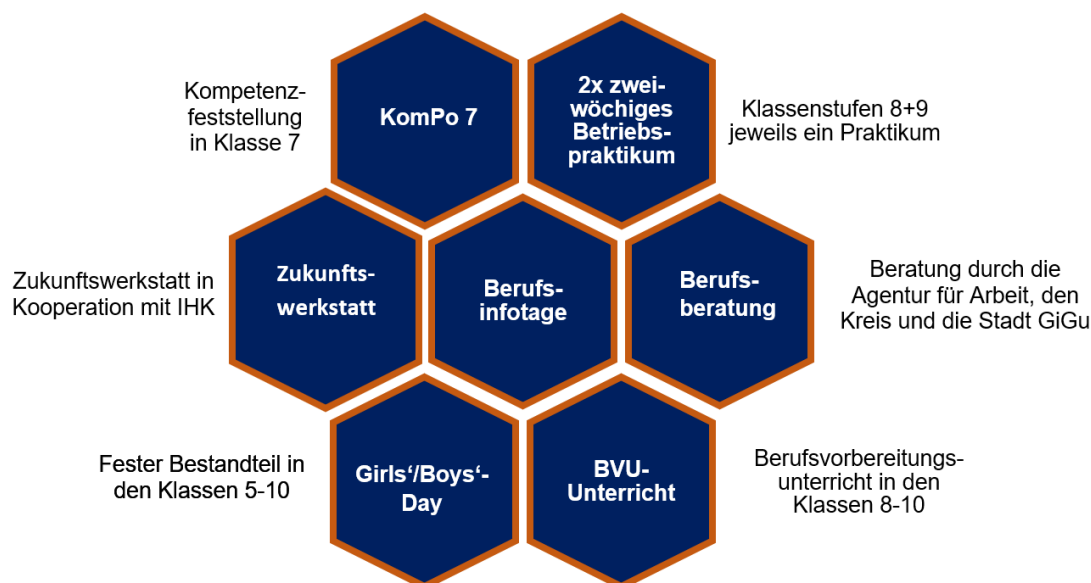 Kompetenz-
feststellung
in Klasse 7
KomPo 7
2x zwei-
wöchiges
Betriebs-
praktikum
Klassenstufen 8+9
jeweils ein Praktikum
Zukunftswerkstatt in
Kooperation mit IHK
Zukunfts-
werkstatt
Berufs-
infotage
Berufs-
beratung
Beratung durch die
Agentur für Arbeit, den
Kreis und die Stadt GiGu
Fester Bestandteil in
den Klassen 5-10
Girls‘/Boys‘-
Day
BVU-
Unterricht
Berufsvorbereitungs-
unterricht in den
Klassen 8-10